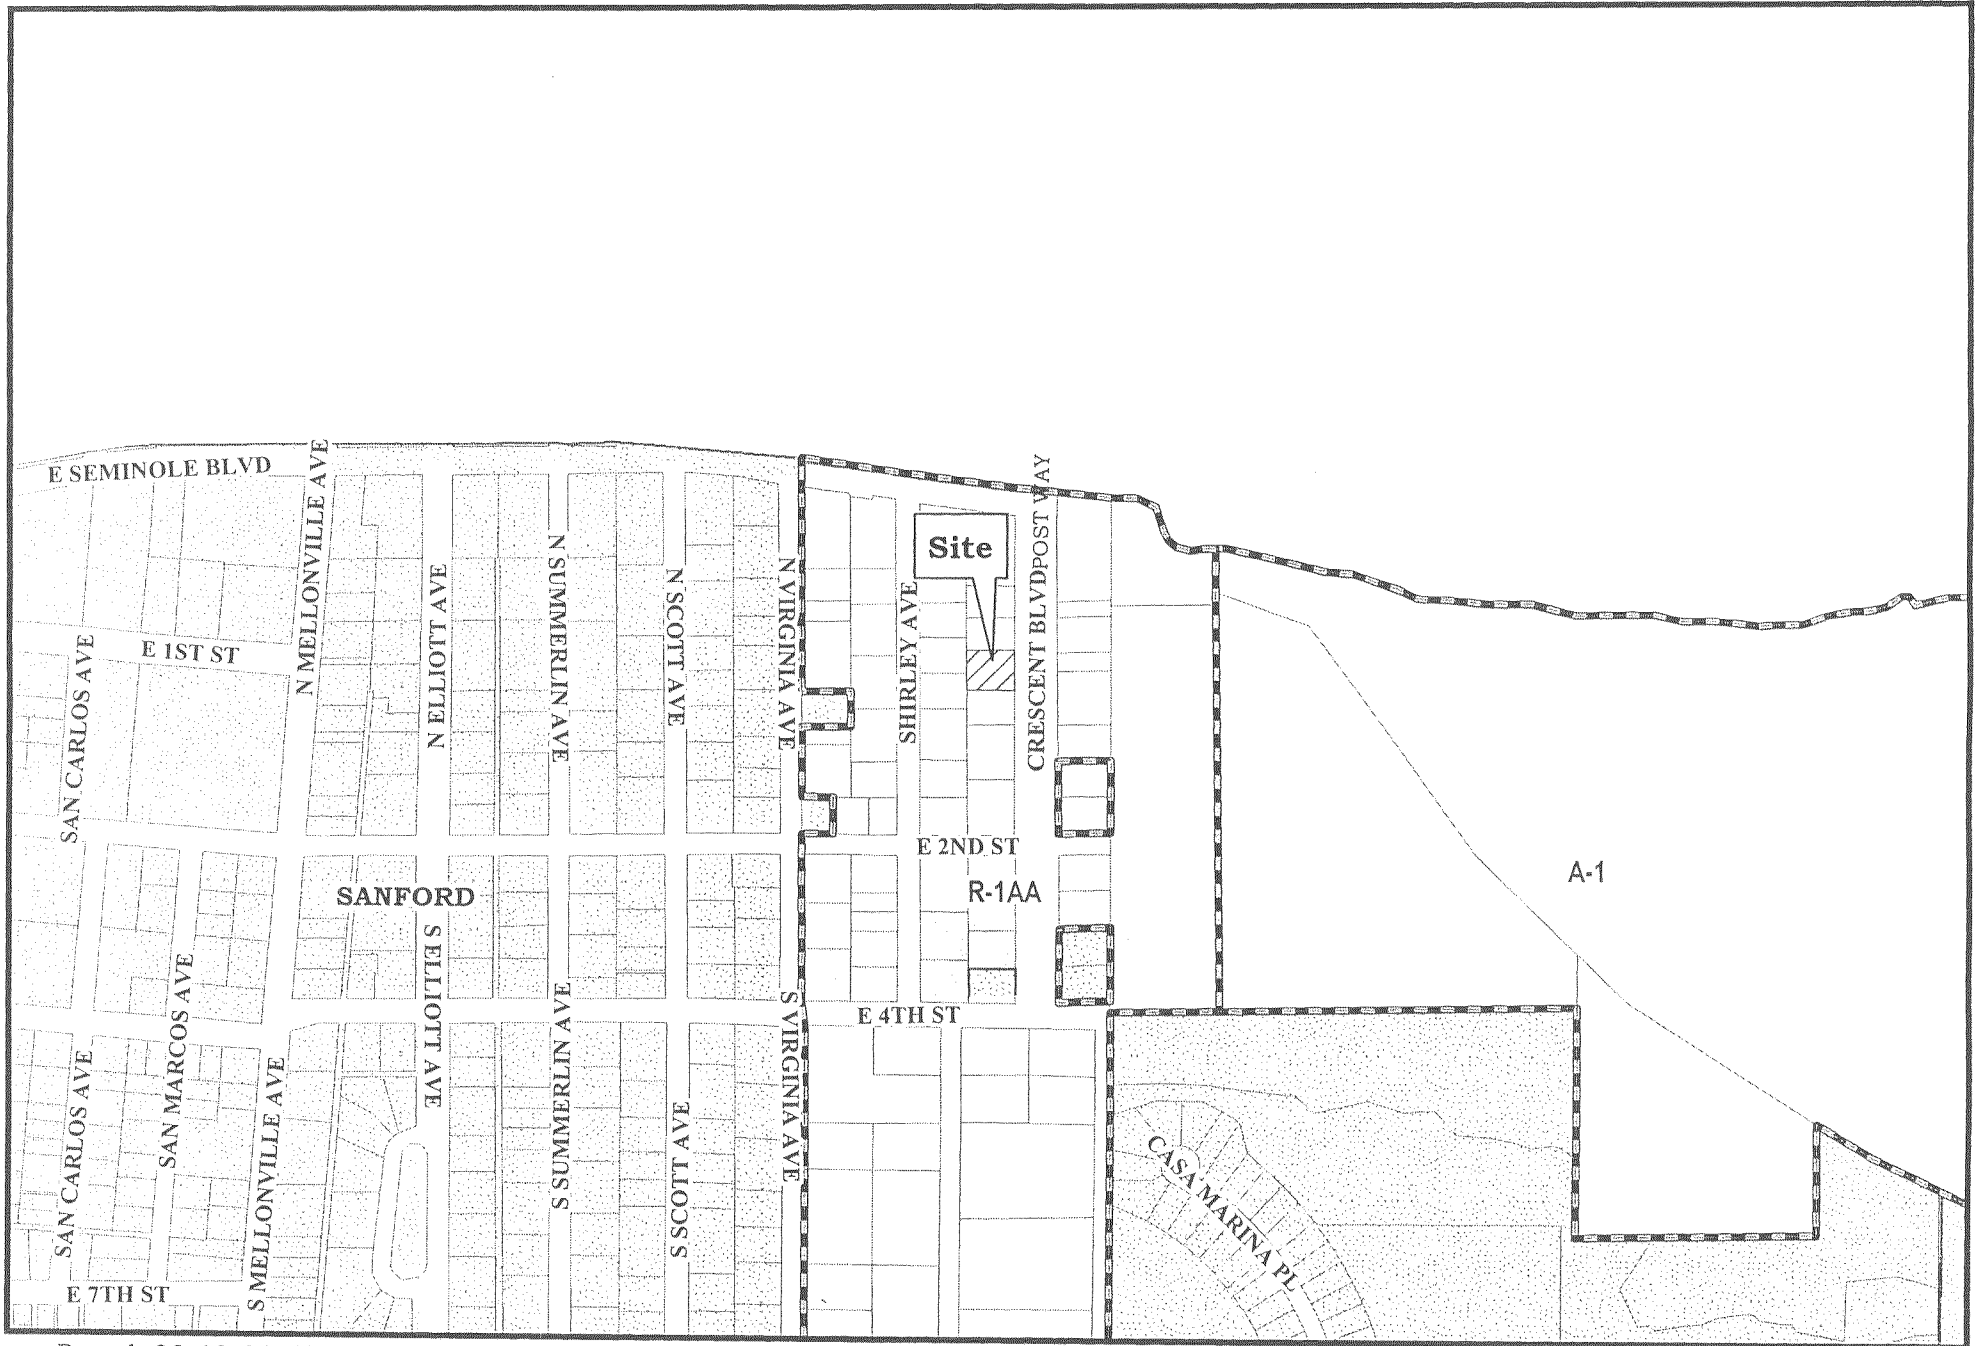 E SEMINOLE BLVD
N MELLONVILLE AVE
N ELLIOTT AVE
N SUMMERLIN AVE
N SCOTT AVE
N VIRGINIA AVE
SHIRLEY AVE
Site
CRESCENT BLVD
POST WAY
E 1ST ST
SAN CARLOS AVE
E 2ND ST
SANFORD
R-1AA
A-1
S ELLIOTT AVE
SAN MARCOS AVE
S SUMMERLIN AVE
S VIRGINIA AVE
E 4TH ST
SAN CARLOS AVE
S MELLONVILLE AVE
S SCOTT AVE
CASA MARINA PL
E 7TH ST